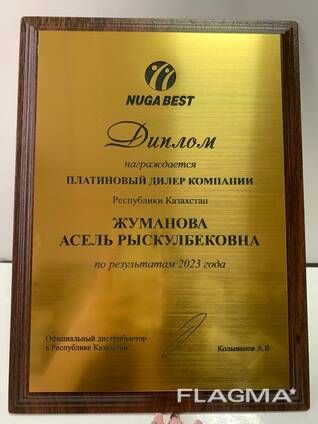 NUGA BEST
Диплом
награждается
ПЛАТИНОВЫЙ ДИЛЕР КОМПАНИИ
Республики Казахстан
ЖУМАНОВА
АСЕЛЬ РЫСКУЛБЕКОВНА
по результатам 2023 года
Официальный дистрибьютор
в Республике Казахстан
Колыванов А.В.
FLAGMA